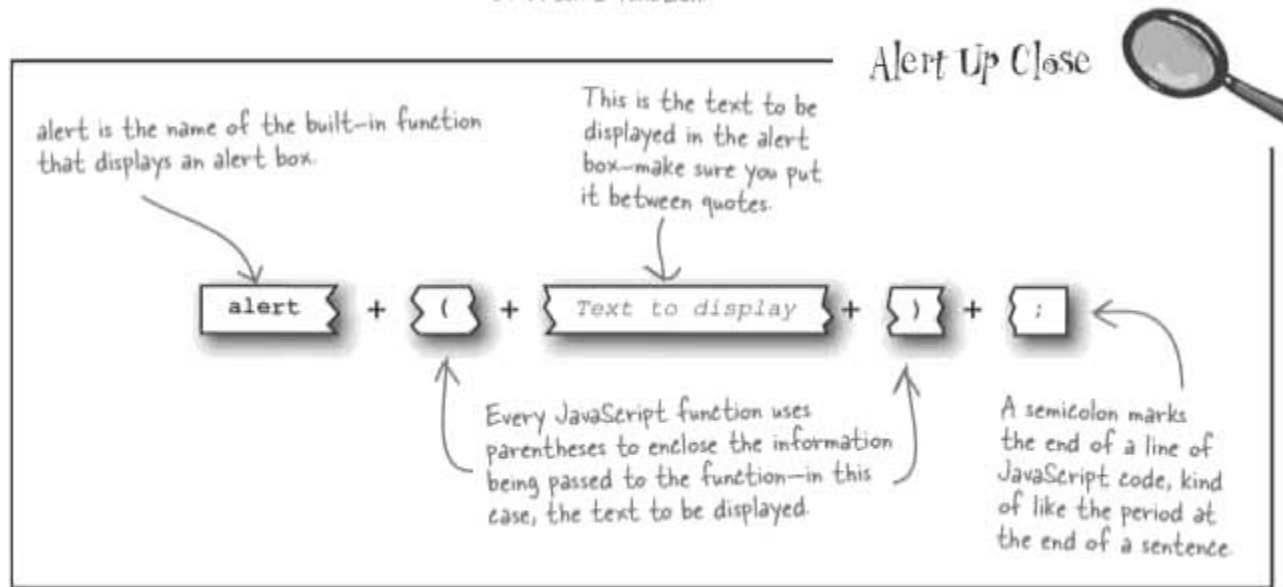 Alert Up Close
alert is the name of the built-in function
that displays an alert box.
This is the text to be
displayed in the alert
box—make sure you put
it between quotes.
alert + ( + Text to display + ) + ;
Every JavaScript function uses
parentheses to enclose the information
being passed to the function—in this
case, the text to be displayed.
A semicolon marks
the end of a line of
JavaScript code, kind
of like the period at
the end of a sentence.